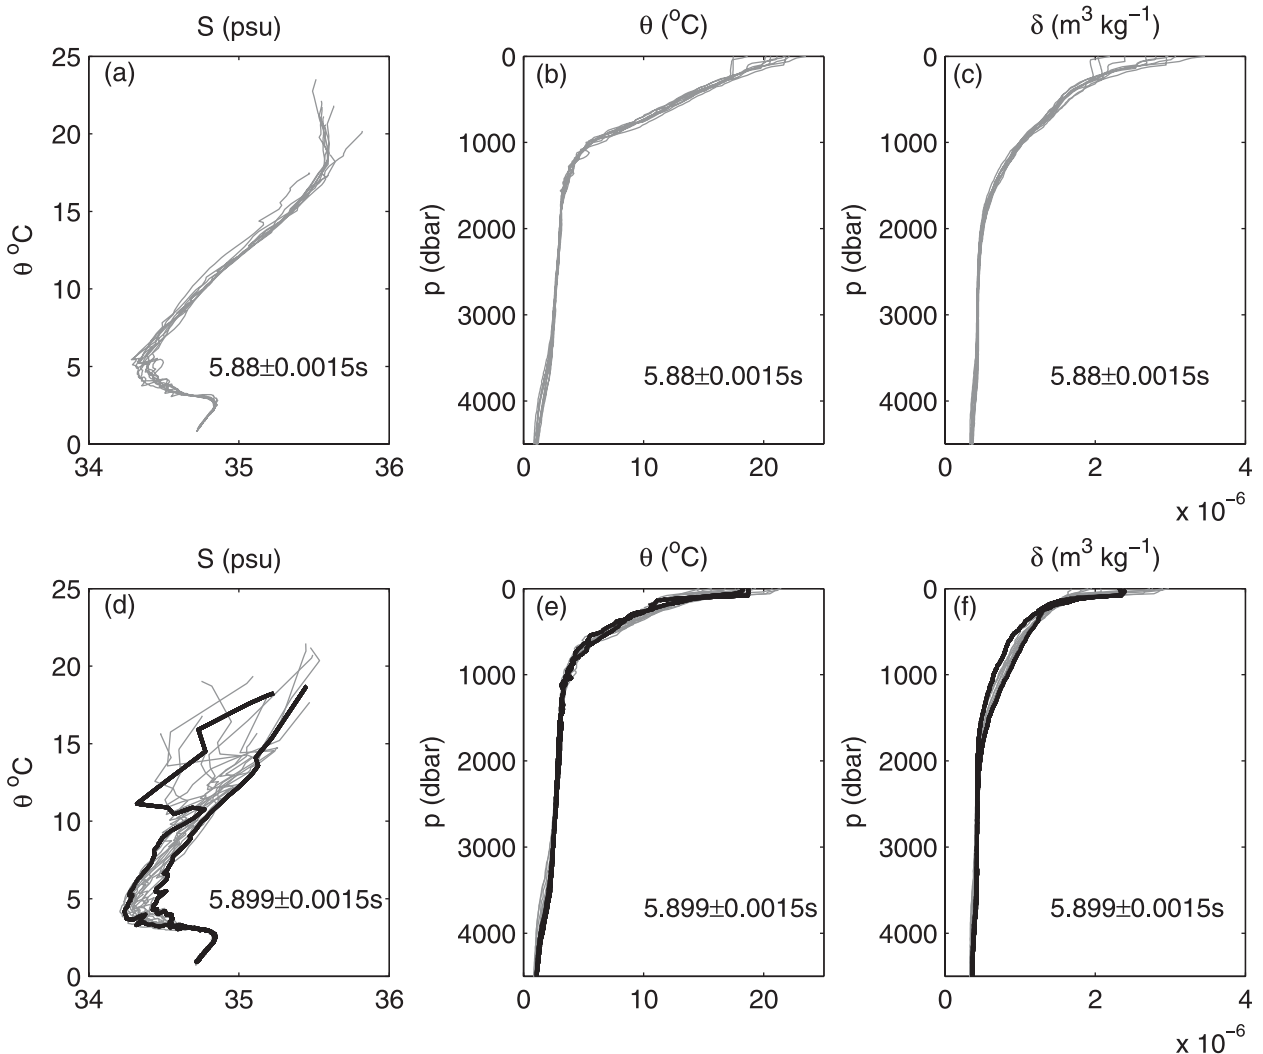 S (psu)
θ (°C)
δ (m³ kg⁻¹)
(a)
25
20
15
10
5
0
θ °C
5.88±0.0015s
34 35 36
(b)
0
1000
2000
3000
4000
p (dbar)
5.88±0.0015s
0 10 20
(c)
0
1000
2000
3000
4000
p (dbar)
5.88±0.0015s
0 2 4
x 10⁻⁶
S (psu)
θ (°C)
δ (m³ kg⁻¹)
(d)
25
20
15
10
5
0
θ °C
5.899±0.0015s
34 35 36
(e)
0
1000
2000
3000
4000
p (dbar)
5.899±0.0015s
0 10 20
(f)
0
1000
2000
3000
4000
p (dbar)
5.899±0.0015s
0 2 4
x 10⁻⁶